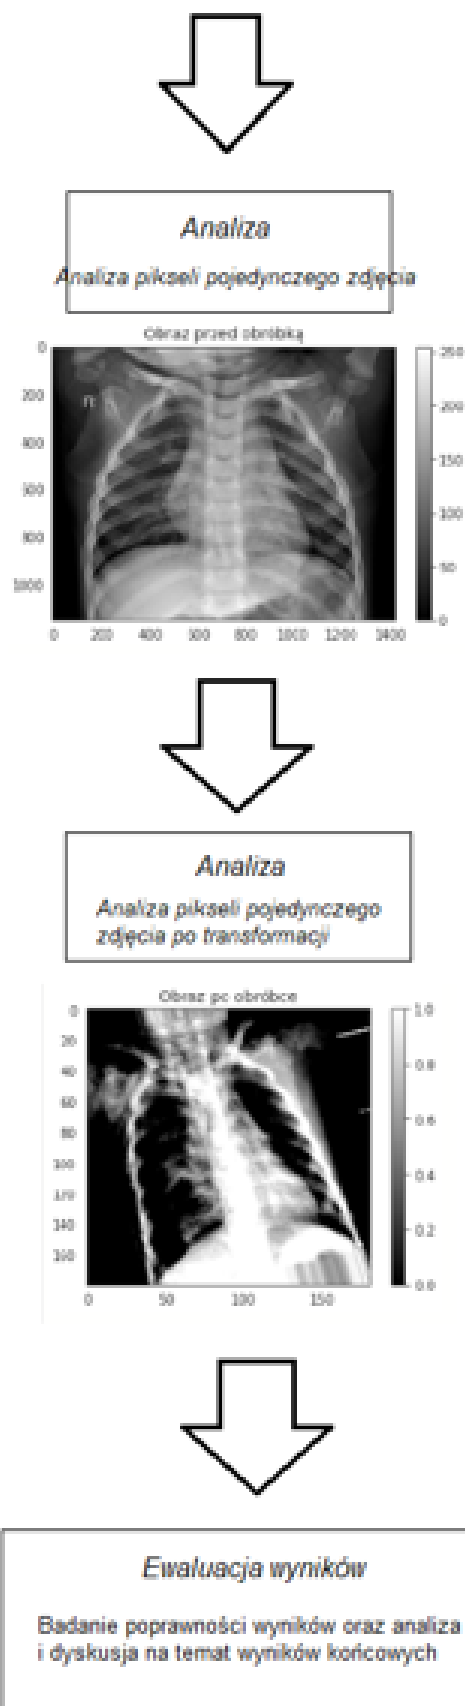 Analiza
Analiza pikseli pojedynczego zdjęcia
Obraz przed obróbką
0
200
400
600
800
1000
0 200 400 600 800 1000 1200 1400
250
200
150
100
50
0
Analiza
Analiza pikseli pojedynczego
zdjęcia po transformacji
Obraz po obróbce
0
20
40
60
80
100
120
140
160
0 50 100 150
1.0
0.8
0.6
0.4
0.2
0.0
Ewaluacja wyników
Badanie poprawności wyników oraz analiza
i dyskusja na temat wyników końcowych